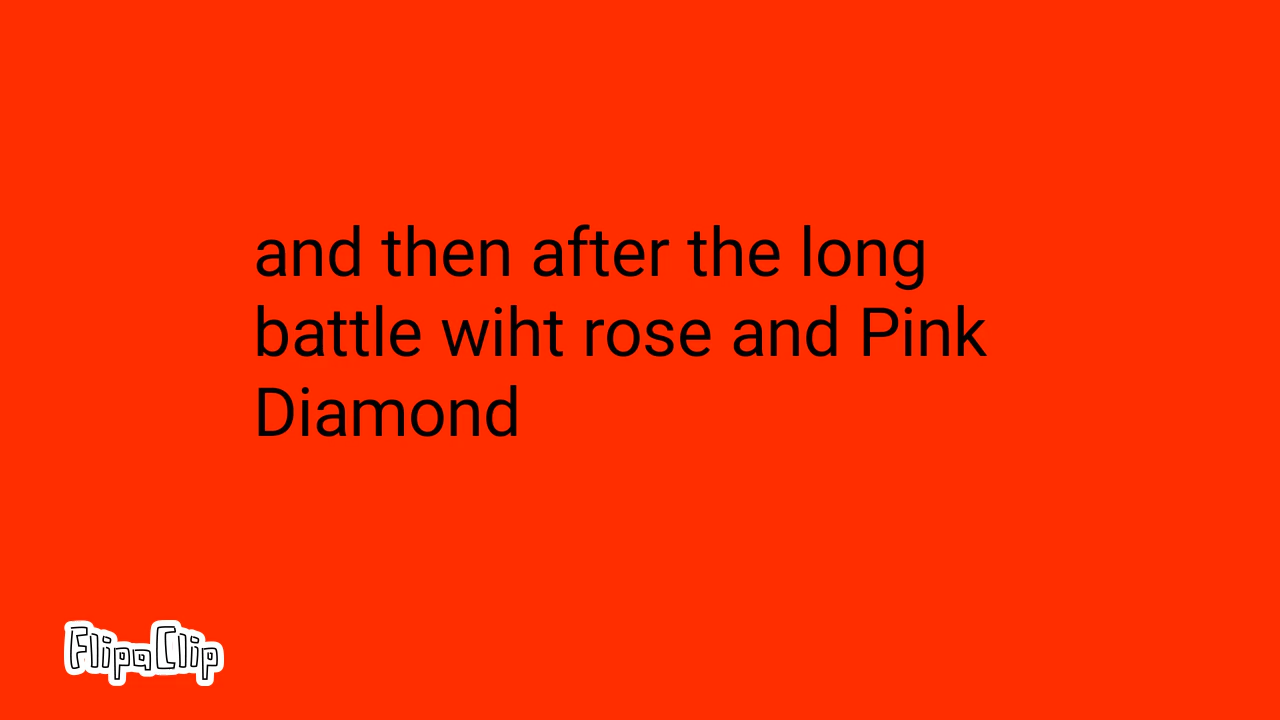 and then after the long
battle wiht rose and Pink
Diamond
FlipaClip